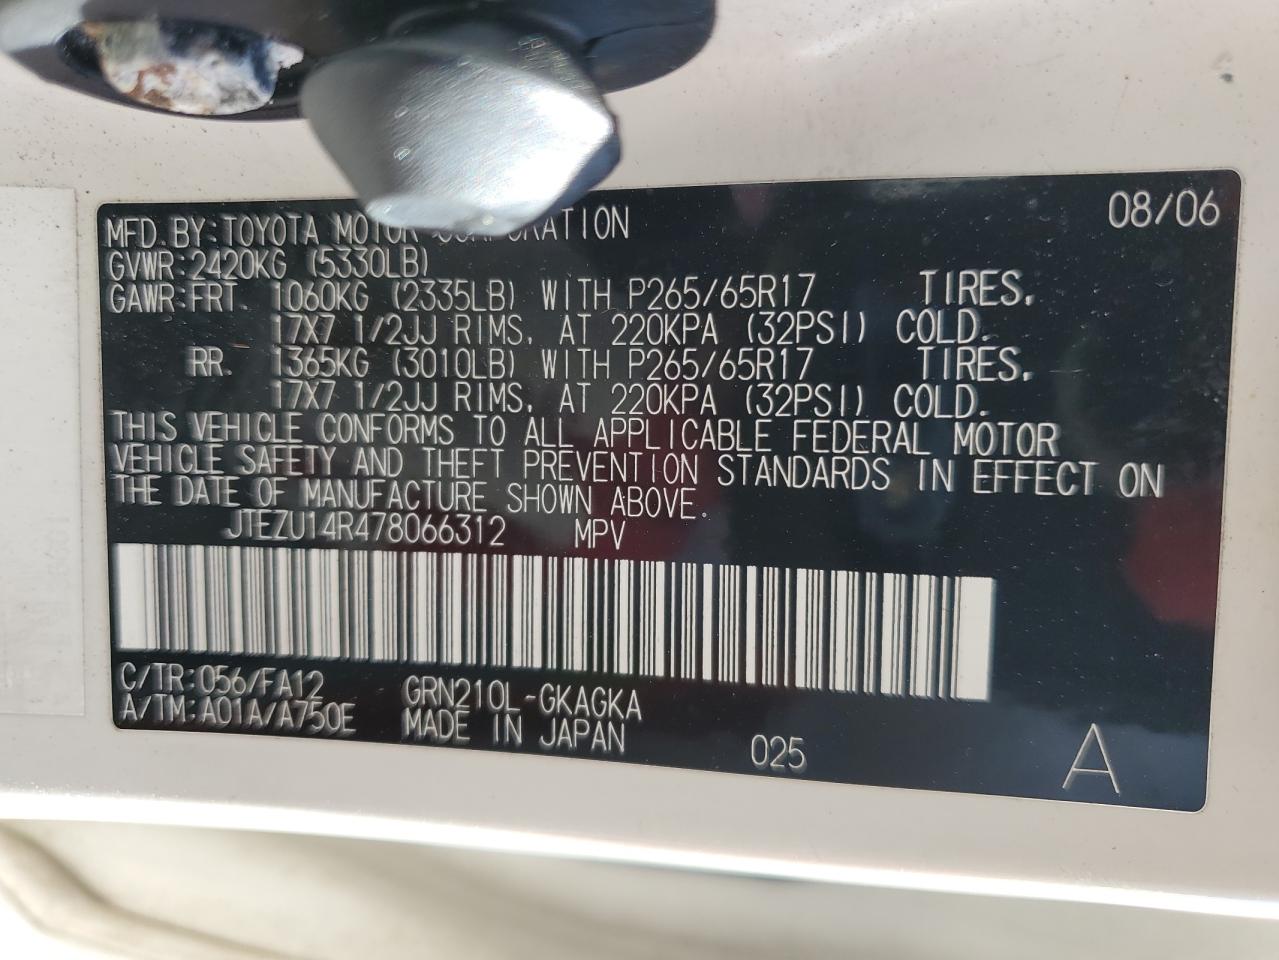 MFD. BY: TOYOTA MOTOR CORPORATION 08/06
GVWR: 2420KG (5330LB)
GAWR: FRT. 1060KG (2335LB) WITH P265/65R17 TIRES,
17X7 1/2JJ RIMS, AT 220KPA (32PSI) COLD.
RR. 1365KG (3010LB) WITH P265/65R17 TIRES,
17X7 1/2JJ RIMS, AT 220KPA (32PSI) COLD.
THIS VEHICLE CONFORMS TO ALL APPLICABLE FEDERAL MOTOR
VEHICLE SAFETY AND THEFT PREVENTION STANDARDS IN EFFECT ON
THE DATE OF MANUFACTURE SHOWN ABOVE.
JTEZU14R478066312 MPV
C/TR: 056/FA12 GRN210L-GKAGKA
A/TM: A01A/A750E MADE IN JAPAN
025
A